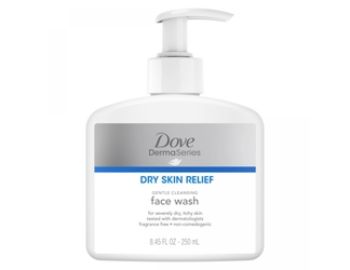 Dove
DermaSeries
DRY SKIN RELIEF
GENTLE CLEANSING
face wash
for severely dry, itchy skin
tested with dermatologists
fragrance free • non-comedogenic
8.45 FL OZ • 250 mL